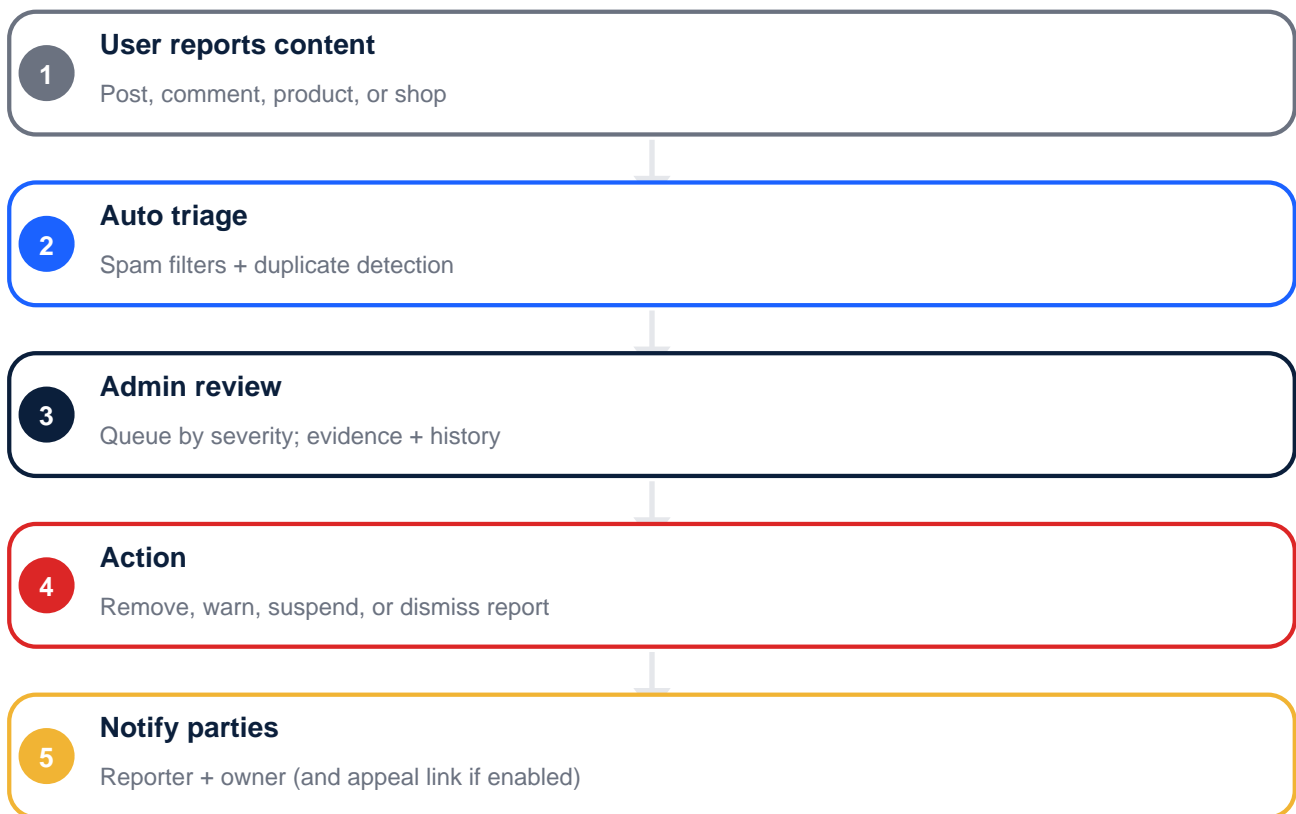 User reports content
1
Post, comment, product, or shop
Auto triage
2
Spam filters + duplicate detection
Admin review
3
Queue by severity; evidence + history
Action
4
Remove, warn, suspend, or dismiss report
Notify parties
5
Reporter + owner (and appeal link if enabled)